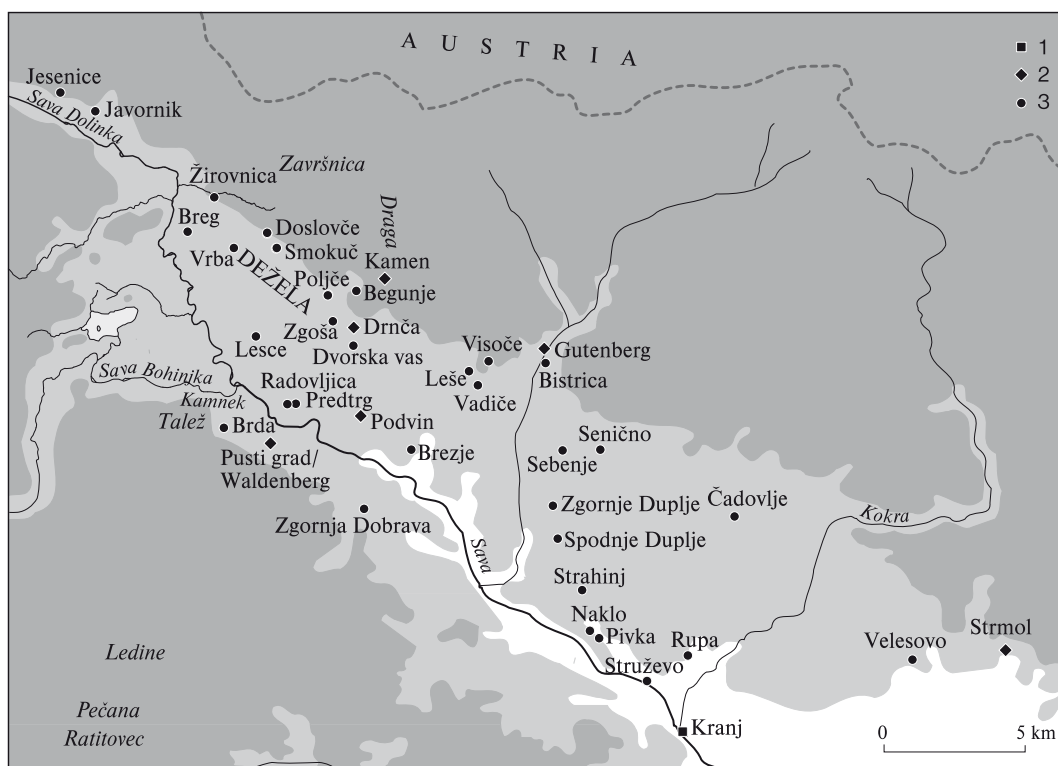 AUSTRIA
1
2
3
Jesenice
Sava Dolinka
Javornik
Završnica
Žirovnica
Draga
Breg
Doslovče
Vrba
Smokuč
DEŽELA
Kamen
Poljče
Begunje
Zgoša
Drnča
Lesce
Dvorska vas
Visoče
Gutenberg
Leše
Bistrica
Vadiče
Sava Bohinjka
Radovljica
Kamnek
Predtrg
Talež
Brda
Podvin
Pusti grad/
Waldenberg
Brezje
Senično
Sebenje
Zgornja Dobrava
Zgornje Duplje
Čadovlje
Kokra
Spodnje Duplje
Sava
Strahinj
Naklo
Pivka
Rupa
Velesovo
Strmol
Struževo
Ledine
Pečana
Ratitovec
Kranj
0 5 km